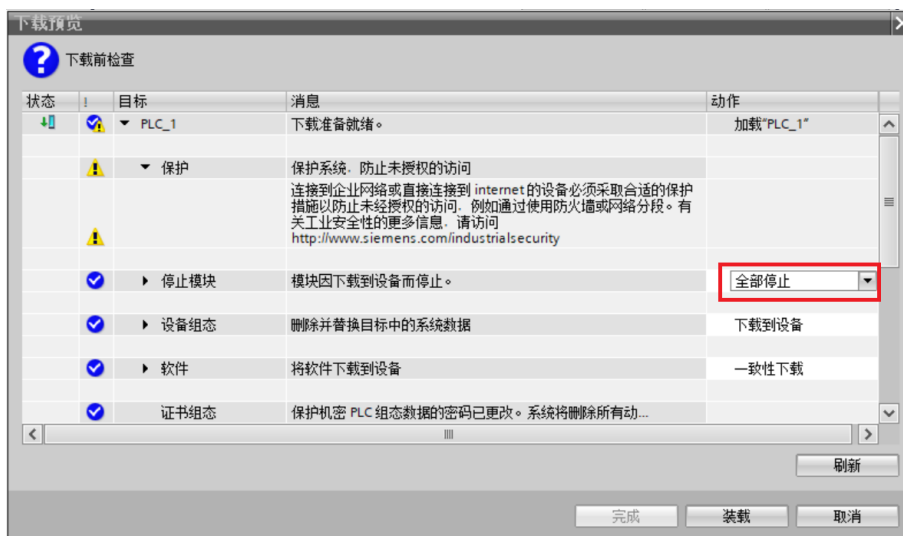 下载预览
下载前检查
状态 ! 目标 消息 动作
PLC_1 下载准备就绪。 加载"PLC_1"
保护 保护系统，防止未授权的访问
连接到企业网络或直接连接到 internet 的设备必须采取合适的保护
措施以防止未经授权的访问，例如通过使用防火墙或网络分段。有
关工业安全性的更多信息，请访问
http://www.siemens.com/industrialsecurity
停止模块 模块因下载到设备而停止。 全部停止
设备组态 删除并替换目标中的系统数据 下载到设备
软件 将软件下载到设备 一致性下载
证书组态 保护机密 PLC 组态数据的密码已更改。系统将删除所有动...
刷新
完成 装载 取消